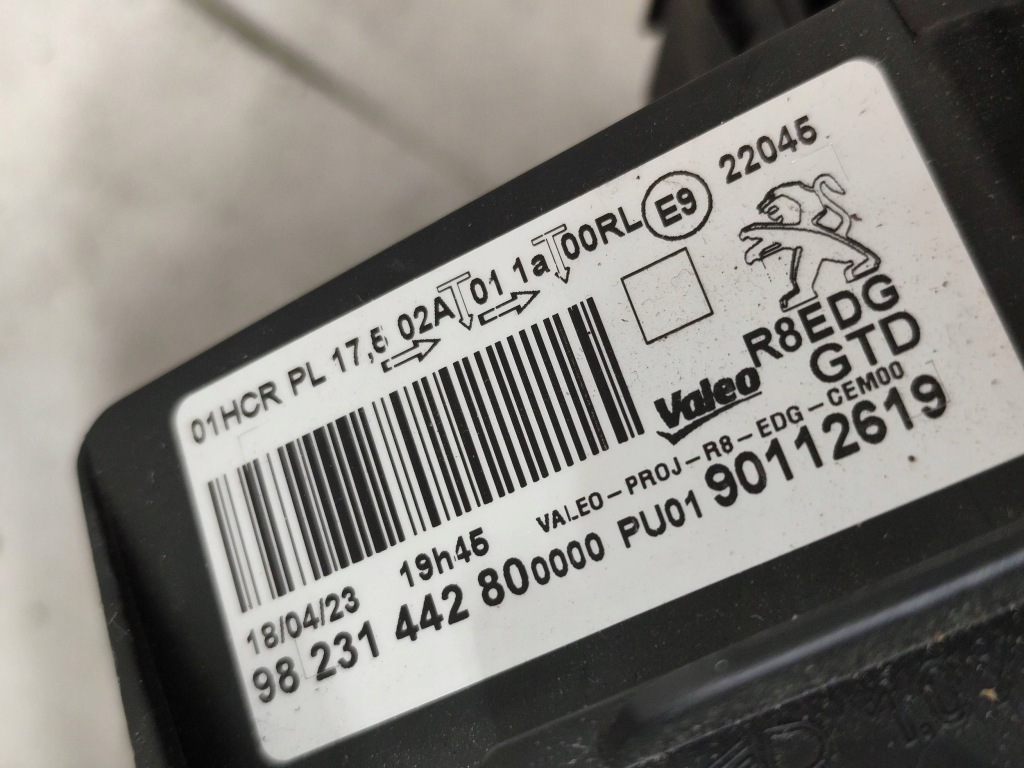 01HCR PL 17,5 02A 01 1a 00RL E9 22045
R8EDG
GTD
Valeo
VALEO-PROJ-R8-EDG-CEM00
18/04/23 19h45
98 231 442 80 0000 PU01 90112619